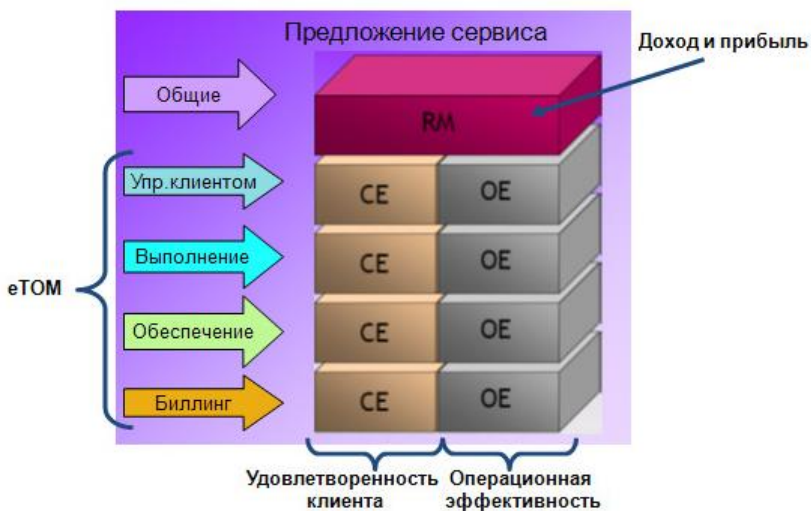 Предложение сервиса
Доход и прибыль
Общие
RM
Упр.клиентом
CE
OE
Выполнение
CE
OE
eTOM
Обеспечение
CE
OE
Биллинг
CE
OE
Удовлетворенность
клиента
Операционная
эффективность